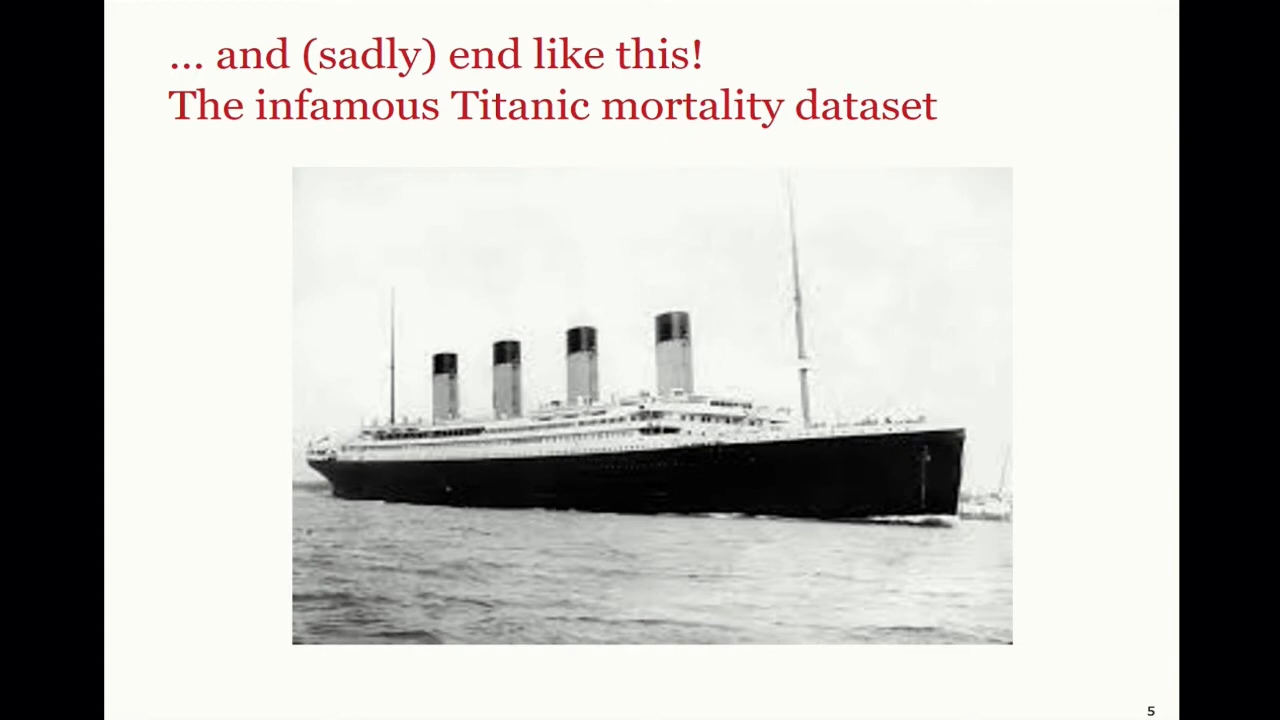 ... and (sadly) end like this!
The infamous Titanic mortality dataset
5